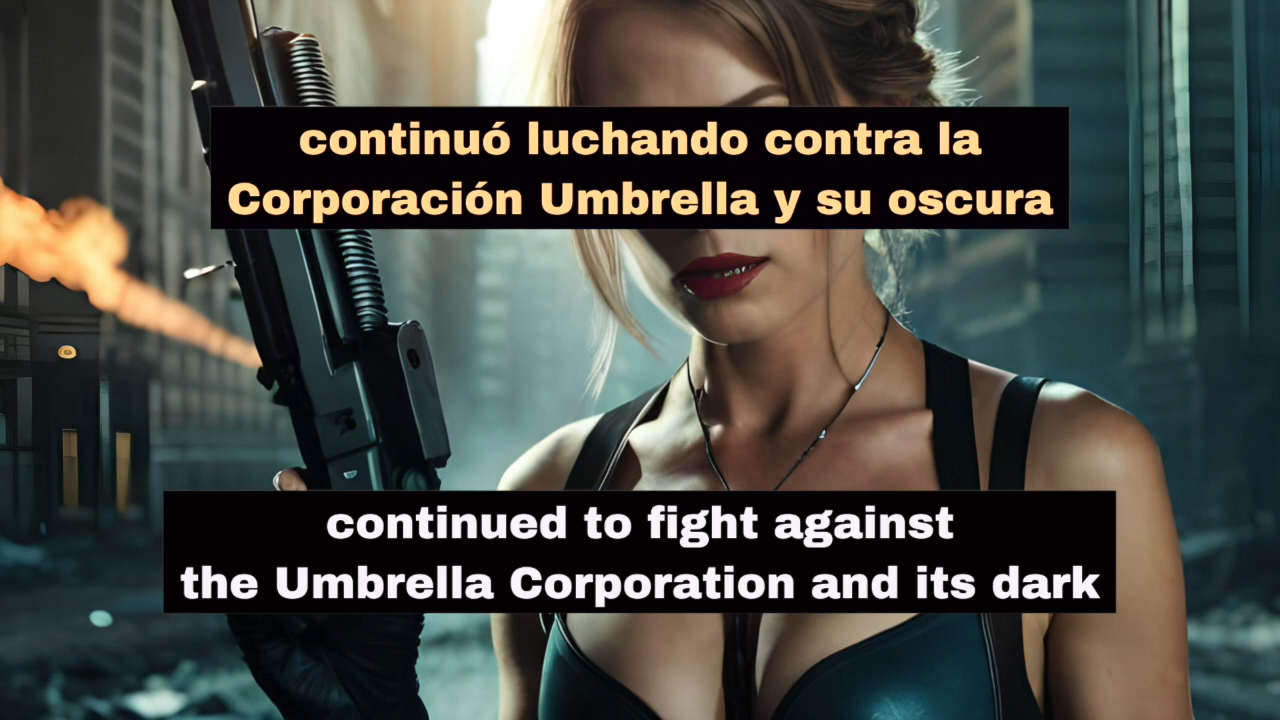 continuó luchando contra la
Corporación Umbrella y su oscura
continued to fight against
the Umbrella Corporation and its dark